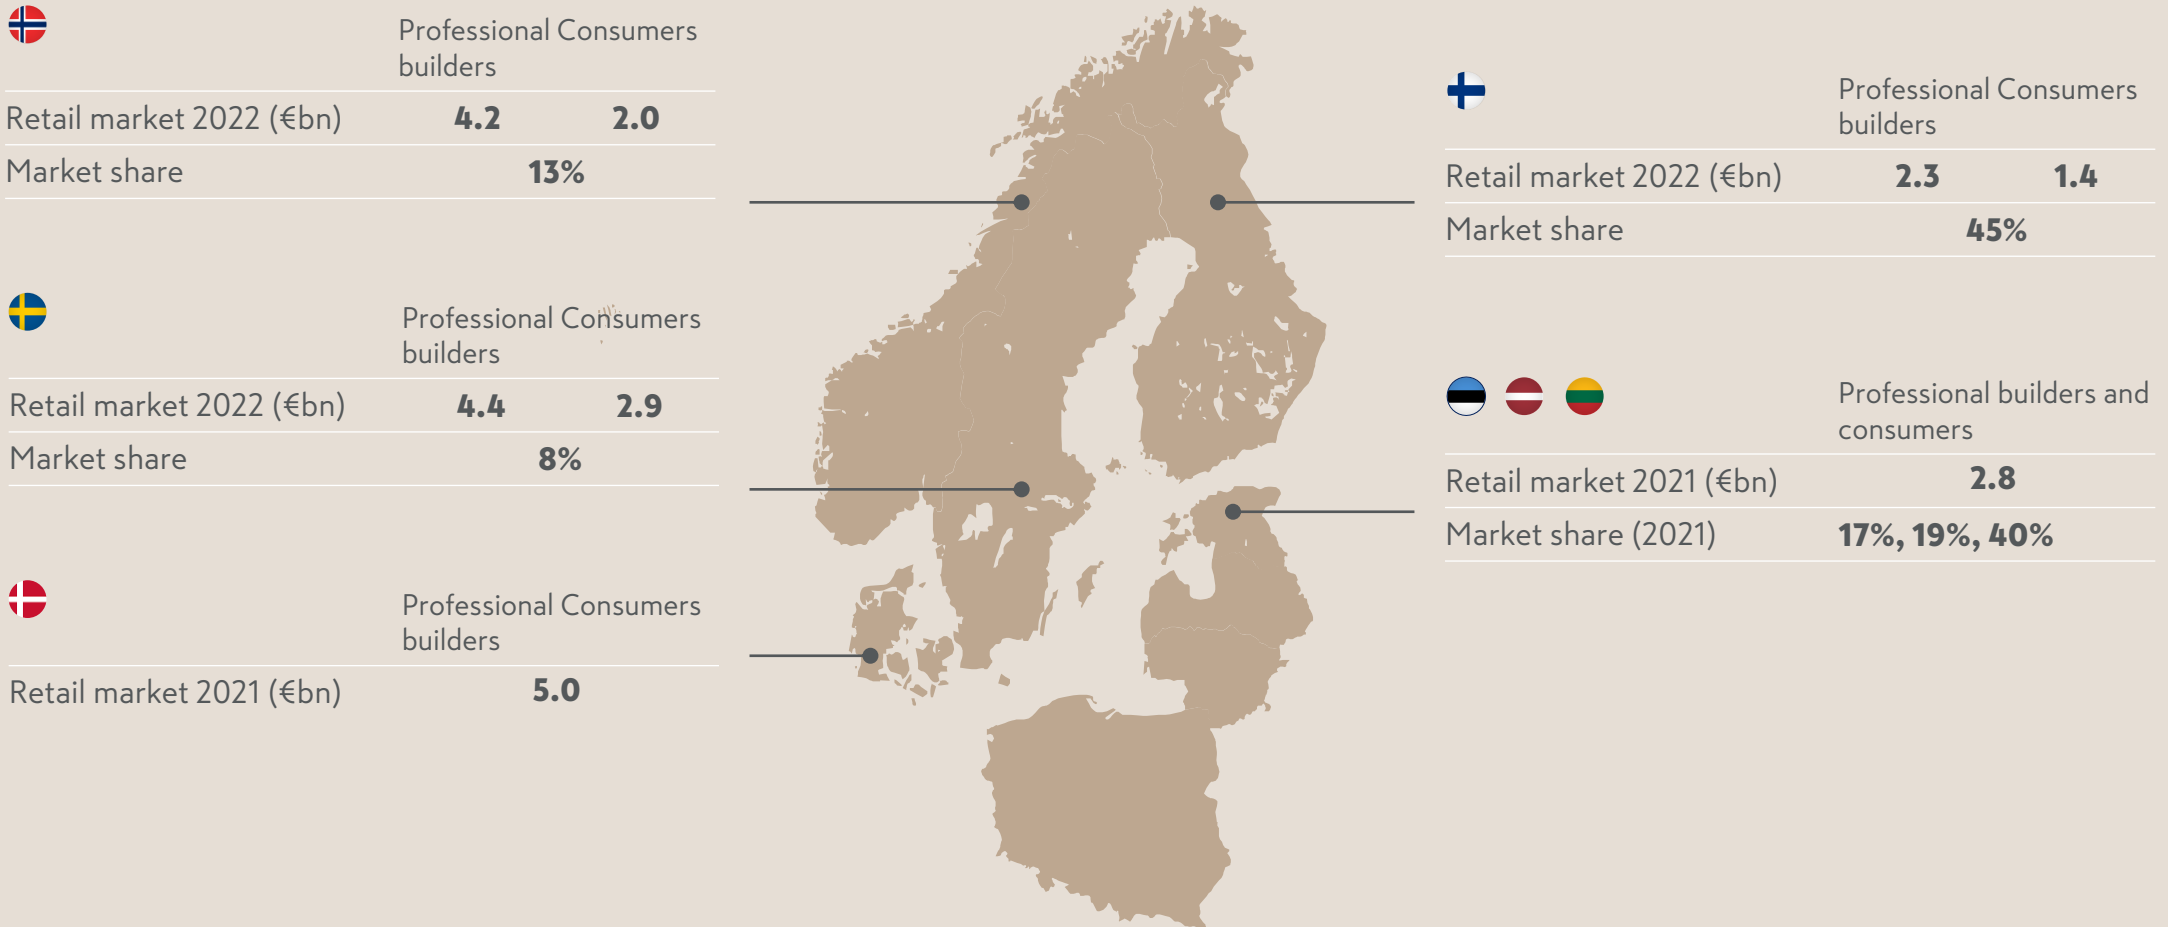 Professional Consumers
builders
Retail market 2022 (€bn) 4.2 2.0
Market share 13%
Professional Consumers
builders
Retail market 2022 (€bn) 4.4 2.9
Market share 8%
Professional Consumers
builders
Retail market 2021 (€bn) 5.0
Professional Consumers
builders
Retail market 2022 (€bn) 2.3 1.4
Market share 45%
Professional builders and
consumers
Retail market 2021 (€bn) 2.8
Market share (2021) 17%, 19%, 40%